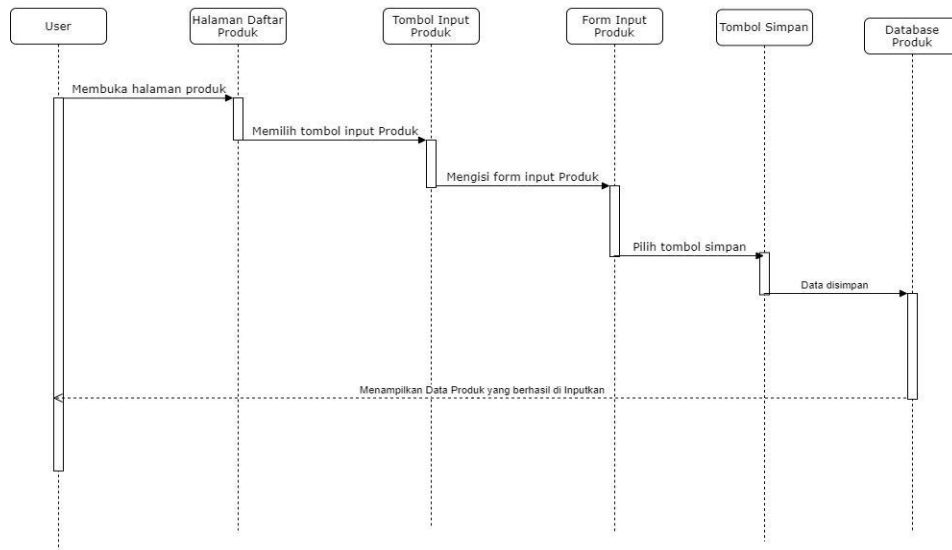 User
Halaman Daftar
Produk
Tombol Input
Produk
Form Input
Produk
Tombol Simpan
Database
Produk
Membuka halaman produk
Memilih tombol input Produk
Mengisi form input Produk
Pilih tombol simpan
Data disimpan
Menampilkan Data Produk yang berhasil di Inputkan